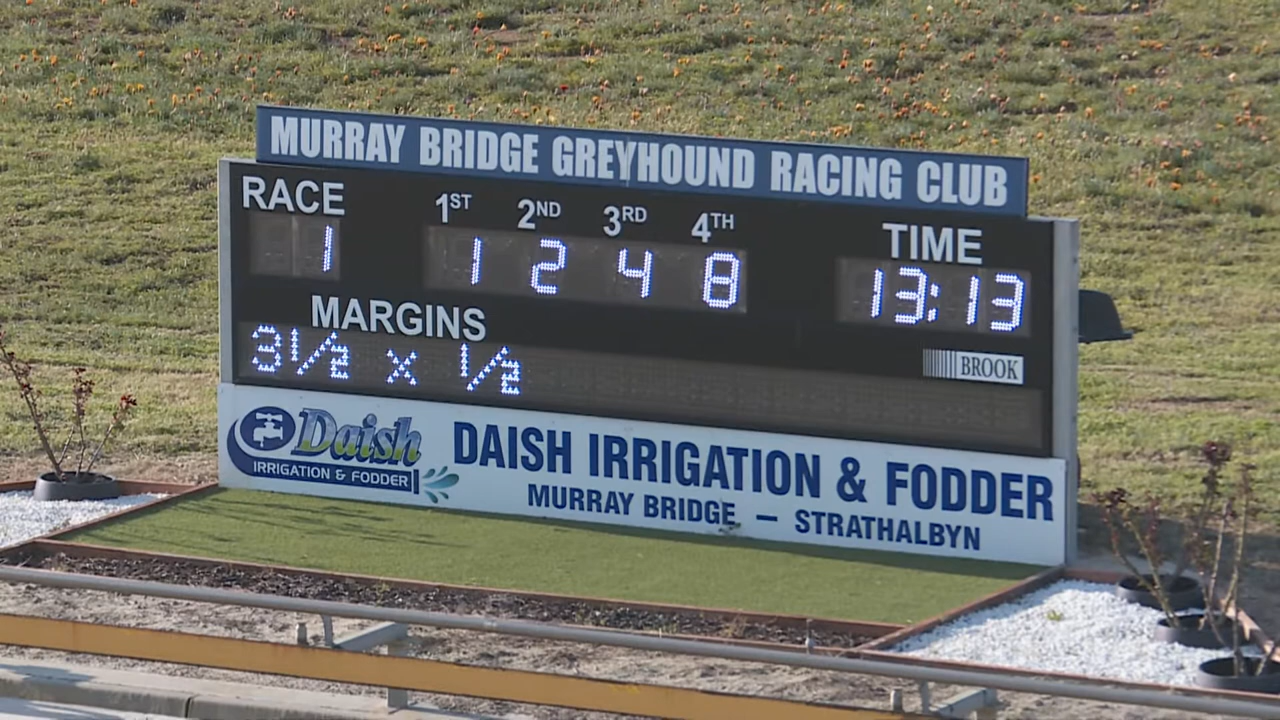 MURRAY BRIDGE GREYHOUND RACING CLUB
RACE 1ST 2ND 3RD 4TH TIME
1 1 2 4 8 13:13
MARGINS
3½ x ½
BROOK
Daish
IRRIGATION & FODDER
DAISH IRRIGATION & FODDER
MURRAY BRIDGE – STRATHALBYN